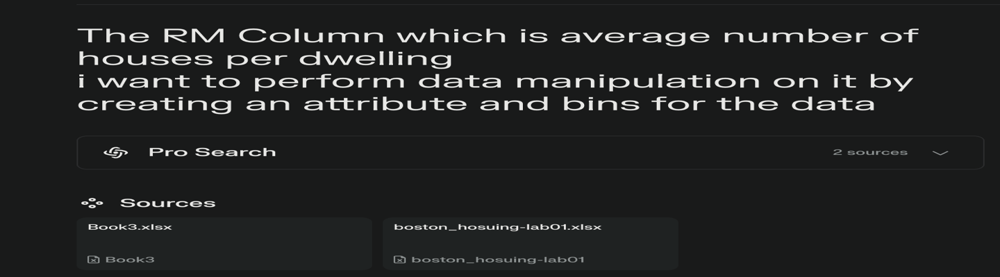 The RM Column which is average number of
houses per dwelling
i want to perform data manipulation on it by
creating an attribute and bins for the data
Pro Search
2 sources
Sources
Book3.xlsx
Book3
boston_hosuing-lab01.xlsx
boston_hosuing-lab01